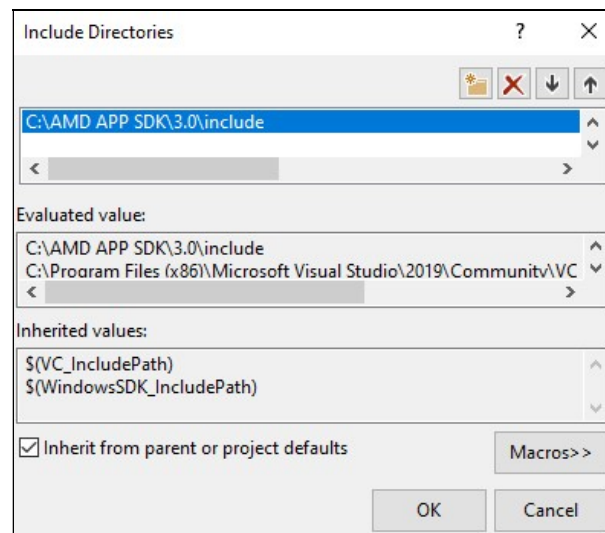 Include Directories
C:\AMD APP SDK\3.0\include
Evaluated value:
C:\AMD APP SDK\3.0\include
C:\Program Files (x86)\Microsoft Visual Studio\2019\Community\VC
Inherited values:
$(VC_IncludePath)
$(WindowsSDK_IncludePath)
Inherit from parent or project defaults
Macros>>
OK
Cancel